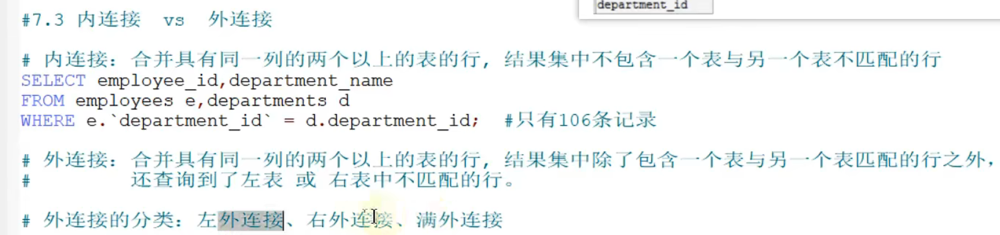 department_id
#7.3 内连接 vs 外连接
# 内连接：合并具有同一列的两个以上的表的行，结果集中不包含一个表与另一个表不匹配的行
SELECT employee_id,department_name
FROM employees e,departments d
WHERE e.`department_id` = d.department_id; #只有106条记录
# 外连接：合并具有同一列的两个以上的表的行，结果集中除了包含一个表与另一个表匹配的行之外，
# 还查询到了左表 或 右表中不匹配的行。
# 外连接的分类：左外连接、右外连接、满外连接